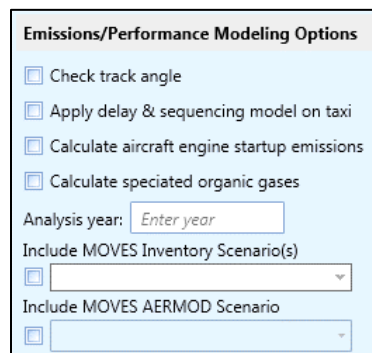 Emissions/Performance Modeling Options
Check track angle
Apply delay & sequencing model on taxi
Calculate aircraft engine startup emissions
Calculate speciated organic gases
Analysis year: Enter year
Include MOVES Inventory Scenario(s)
Include MOVES AERMOD Scenario